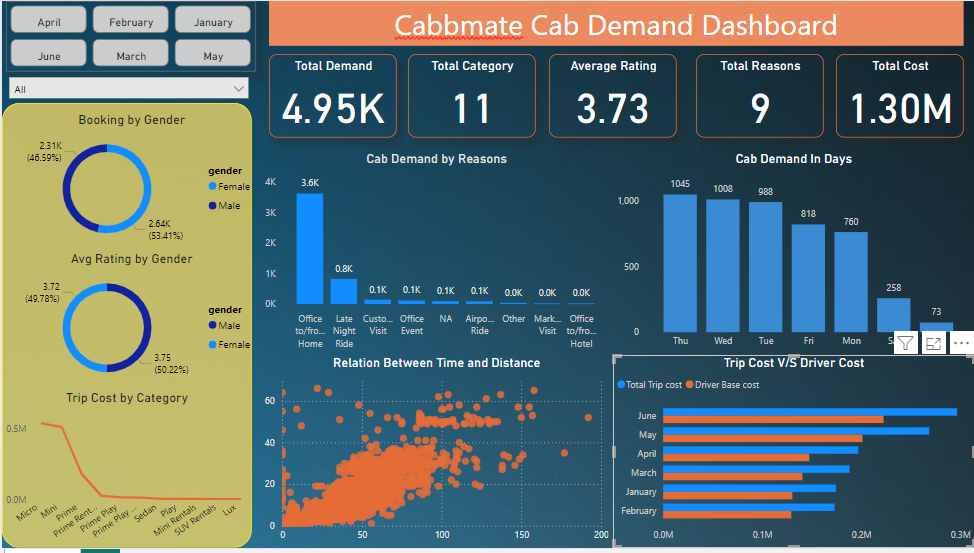 April
February
January
June
March
May
All
Cabbmate Cab Demand Dashboard
Total Demand
4.95K
Total Category
11
Average Rating
3.73
Total Reasons
9
Total Cost
1.30M
Booking by Gender
2.31K
(46.59%)
gender
Female
Male
2.64K
(53.41%)
Avg Rating by Gender
3.72
(49.78%)
gender
Male
Female
3.75
(50.22%)
Trip Cost by Category
0.5M
0.0M
Micro
Mini
Prime
Prime Rent...
Prime Play
Prime Play ...
Sedan
Play
Mini Rentals
SUV Rentals
Lux
Cab Demand by Reasons
4K
3K
2K
1K
0K
3.6K
0.8K
0.1K
0.1K
0.1K
0.1K
0.0K
0.0K
0.0K
Office to/fro... Home
Late Night Ride
Custo... Visit
Office Event
NA
Airpo... Ride
Other
Mark... Visit
Office to/fro... Hotel
Cab Demand In Days
1,000
500
0
1045
1008
988
818
760
258
73
Thu
Wed
Tue
Fri
Mon
Relation Between Time and Distance
60
40
20
0
0
50
100
150
200
Trip Cost V/S Driver Cost
Total Trip cost
Driver Base cost
June
May
April
March
January
February
0.0M
0.1M
0.2M
0.3M